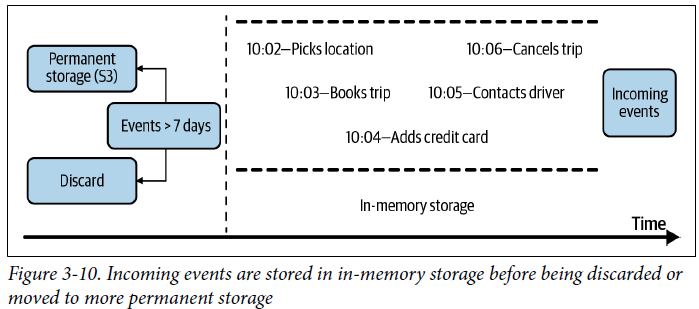 Permanent
storage (S3)
Events > 7 days
Discard
10:02—Picks location
10:06—Cancels trip
10:03—Books trip
10:05—Contacts driver
10:04—Adds credit card
Incoming
events
In-memory storage
Time
Figure 3-10. Incoming events are stored in in-memory storage before being discarded or
moved to more permanent storage